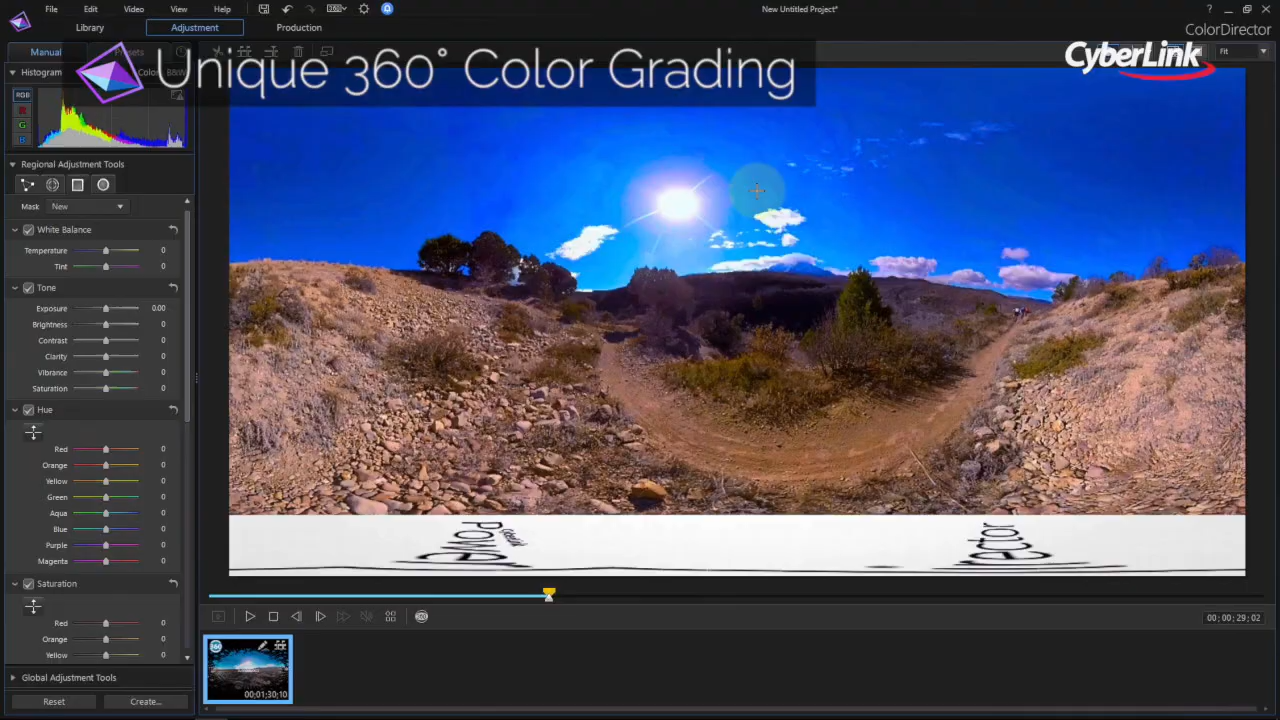 File Edit Video View Help 360 New Untitled Project* ?
Library Adjustment Production ColorDirector
Manual Presets Fit
Unique 360° Color Grading
CyberLink
Histogram Color B&W
RGB
R
G
B
Regional Adjustment Tools
Mask New
White Balance
Temperature 0
Tint 0
Tone
Exposure 0.00
Brightness 0
Contrast 0
Clarity 0
Vibrance 0
Saturation 0
Hue
Red 0
Orange 0
Yellow 0
Green 0
Aqua 0
Blue 0
Purple 0
Magenta 0
Saturation
Red 0
Orange 0
Yellow 0
Global Adjustment Tools
Reset Create...
00;00;29;02
360
00;01;30;10